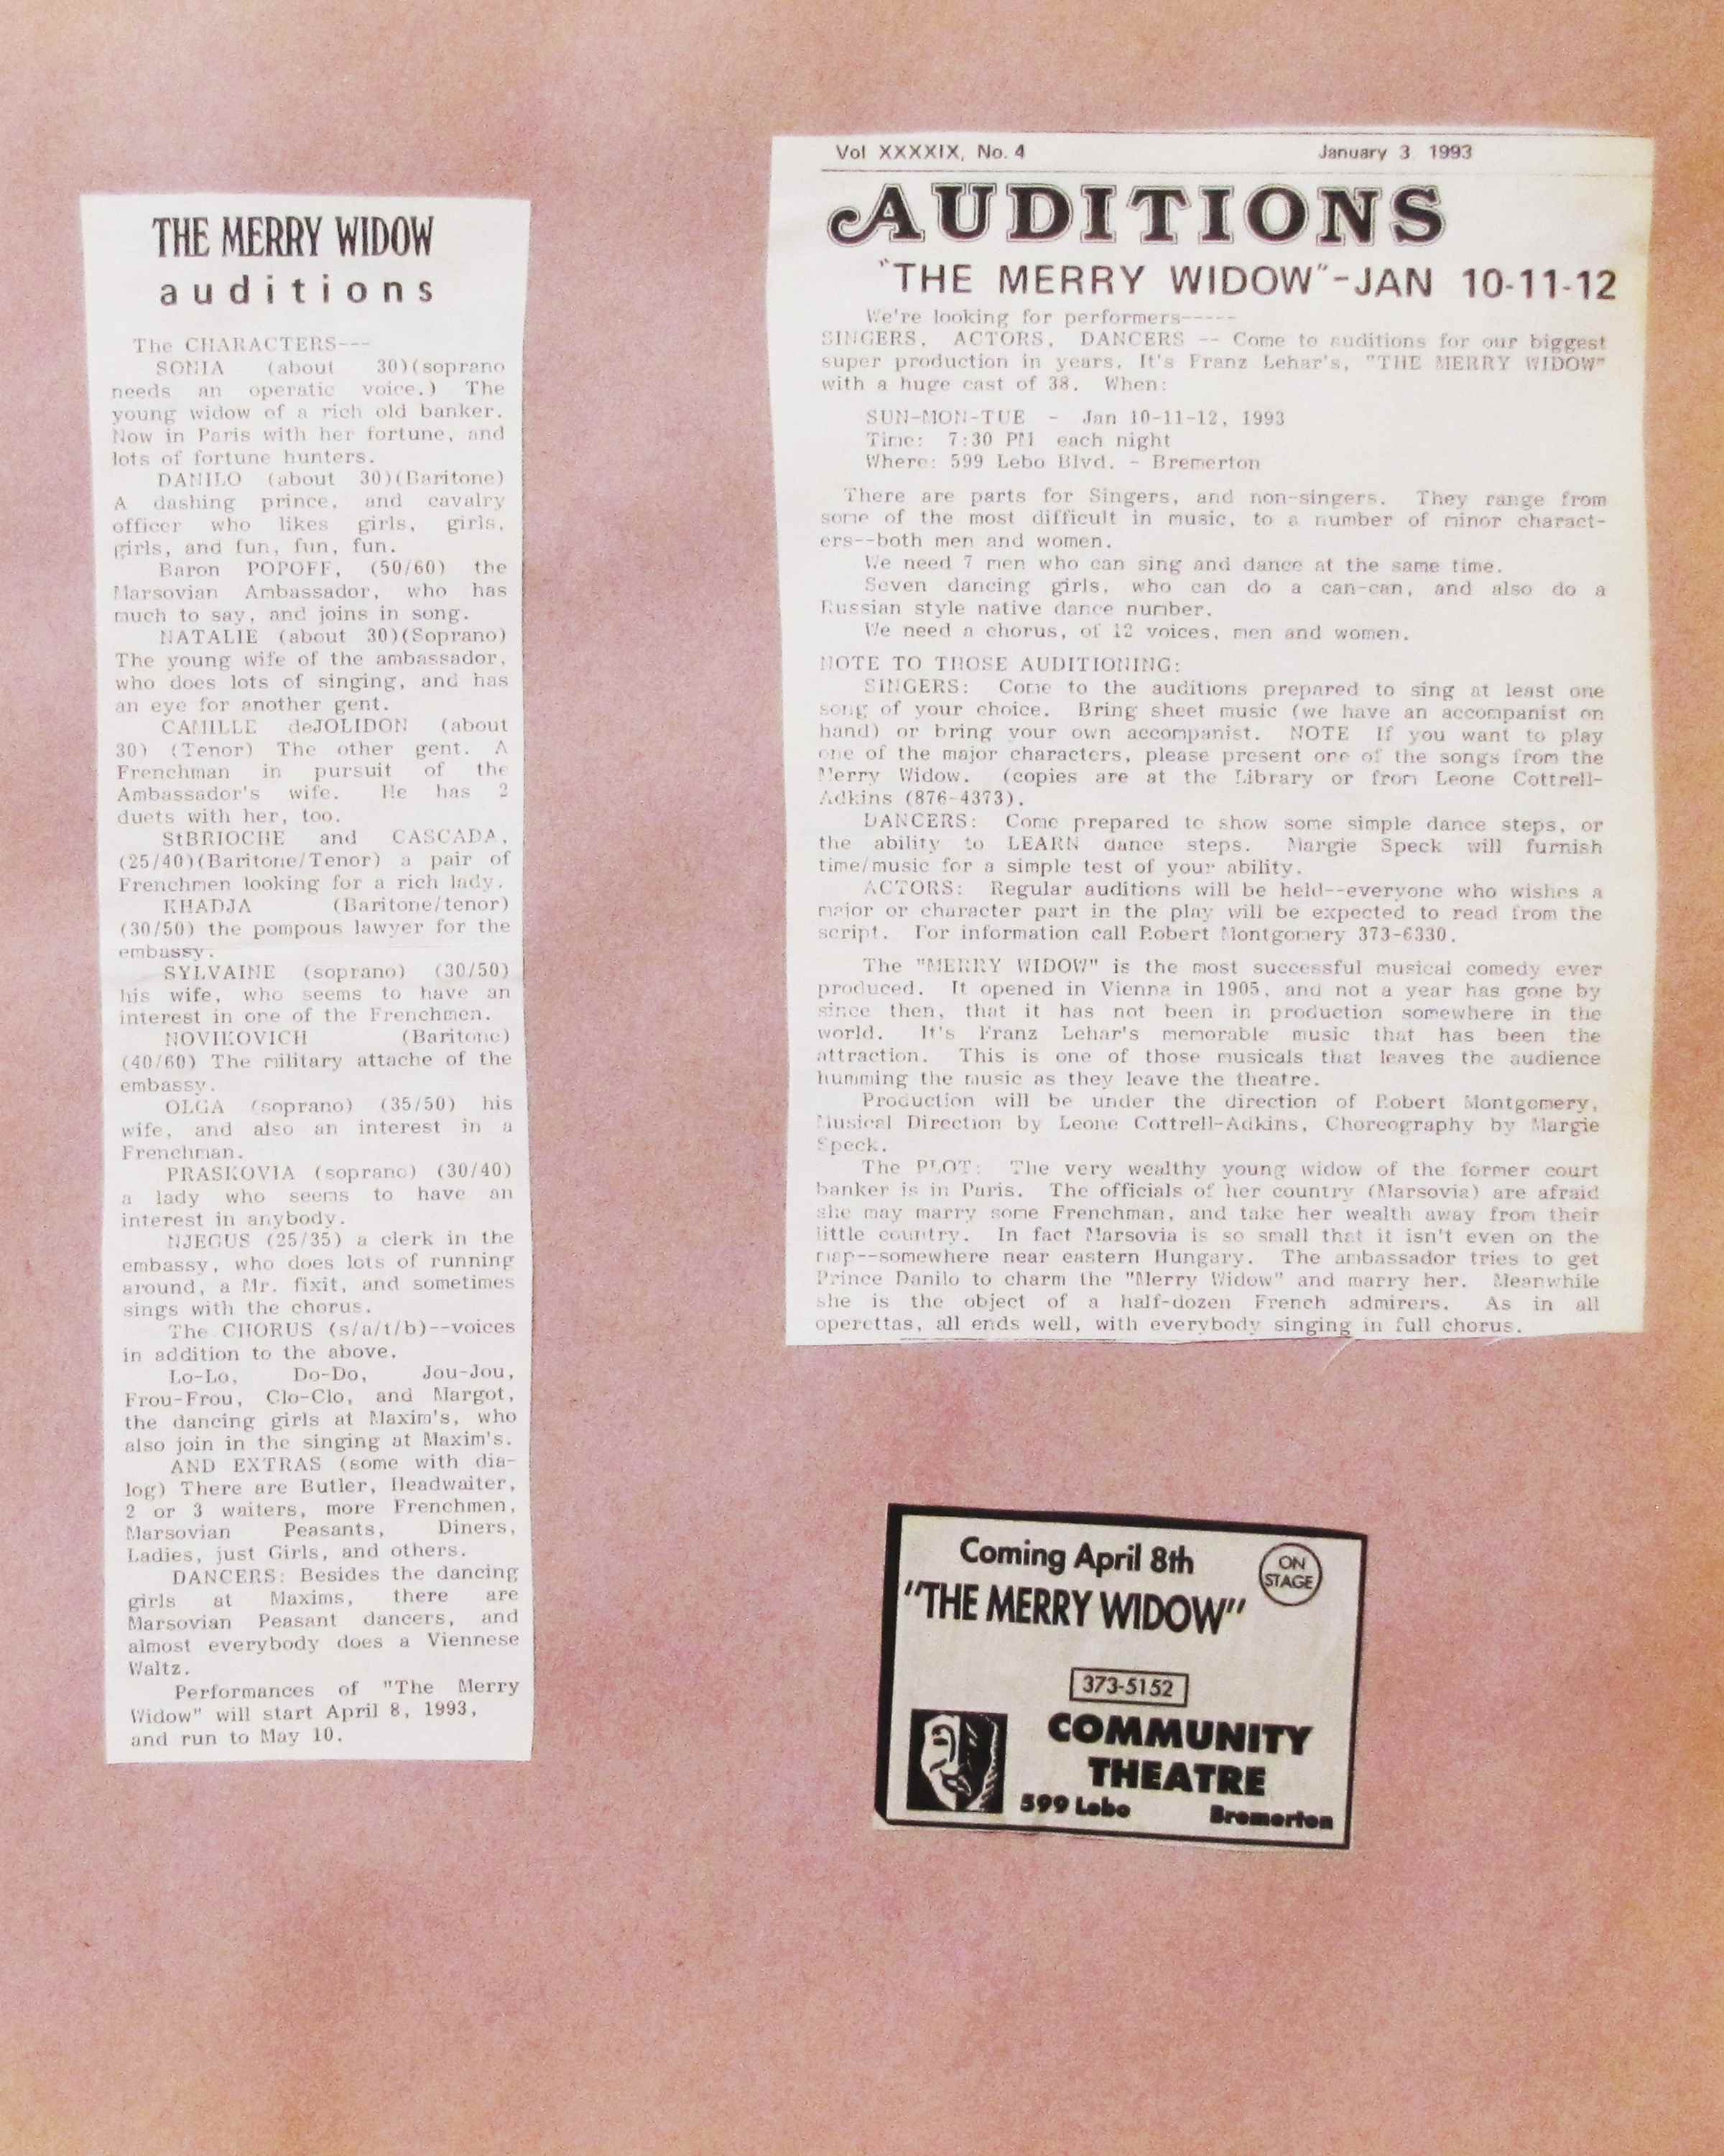 THE MERRY WIDOW
auditions
The CHARACTERS---
SONIA (about 30)(soprano
needs an operatic voice.) The
young widow of a rich old banker.
Now in Paris with her fortune, and
lots of fortune hunters.
DANILO (about 30)(Baritone)
A dashing prince, and cavalry
officer who likes girls, girls,
girls, and fun, fun, fun.
Baron POPOFF, (50/60) the
Marsovian Ambassador, who has
much to say, and joins in song.
NATALIE (about 30)(Soprano)
The young wife of the ambassador,
who does lots of singing, and has
an eye for another gent.
CAMILLE deJOLIDON (about
30) (Tenor) The other gent. A
Frenchman in pursuit of the
Ambassador's wife. He has 2
duets with her, too.
StBRIOCHE and CASCADA,
(25/40)(Baritone/Tenor) a pair of
Frenchmen looking for a rich lady.
KHADJA (Baritone/tenor)
(30/50) the pompous lawyer for the
embassy.
SYLVAINE (soprano) (30/50)
his wife, who seems to have an
interest in one of the Frenchmen.
NOVIKOVICH (Baritone)
(40/60) The military attache of the
embassy.
OLGA (soprano) (35/50) his
wife, and also an interest in a
Frenchman.
PRASKOVIA (soprano) (30/40)
a lady who seems to have an
interest in anybody.
NJEGUS (25/35) a clerk in the
embassy, who does lots of running
around, a Mr. fixit, and sometimes
sings with the chorus.
The CHORUS (s/a/t/b)--voices
in addition to the above.
Lo-Lo, Do-Do, Jou-Jou,
Frou-Frou, Clo-Clo, and Margot,
the dancing girls at Maxim's, who
also join in the singing at Maxim's.
AND EXTRAS (some with dia-
log) There are Butler, Headwaiter,
2 or 3 waiters, more Frenchmen,
Marsovian Peasants, Diners,
Ladies, just Girls, and others.
DANCERS: Besides the dancing
girls at Maxims, there are
Marsovian Peasant dancers, and
almost everybody does a Viennese
Waltz.
Performances of "The Merry
Widow" will start April 8, 1993,
and run to May 10.
Vol XXXXIX, No. 4 January 3 1993
AUDITIONS
"THE MERRY WIDOW"-JAN 10-11-12
We're looking for performers-----
SINGERS, ACTORS, DANCERS -- Come to auditions for our biggest
super production in years. It's Franz Lehar's, "THE MERRY WIDOW"
with a huge cast of 38. When:
SUN-MON-TUE - Jan 10-11-12, 1993
Time: 7:30 PM each night
Where: 599 Lebo Blvd. - Bremerton
There are parts for Singers, and non-singers. They range from
some of the most difficult in music, to a number of minor charact-
ers--both men and women.
We need 7 men who can sing and dance at the same time.
Seven dancing girls, who can do a can-can, and also do a
Russian style native dance number.
We need a chorus, of 12 voices, men and women.
NOTE TO THOSE AUDITIONING:
SINGERS: Come to the auditions prepared to sing at least one
song of your choice. Bring sheet music (we have an accompanist on
hand) or bring your own accompanist. NOTE If you want to play
one of the major characters, please present one of the songs from the
Merry Widow. (copies are at the Library or from Leone Cottrell-
Adkins (876-4373).
DANCERS: Come prepared to show some simple dance steps, or
the ability to LEARN dance steps. Margie Speck will furnish
time/music for a simple test of your ability.
ACTORS: Regular auditions will be held--everyone who wishes a
major or character part in the play will be expected to read from the
script. For information call Robert Montgomery 373-6330.
The "MERRY WIDOW" is the most successful musical comedy ever
produced. It opened in Vienna in 1905, and not a year has gone by
since then, that it has not been in production somewhere in the
world. It's Franz Lehar's memorable music that has been the
attraction. This is one of those musicals that leaves the audience
humming the music as they leave the theatre.
Production will be under the direction of Robert Montgomery,
Musical Direction by Leone Cottrell-Adkins, Choreography by Margie
Speck.
The PLOT: The very wealthy young widow of the former court
banker is in Paris. The officials of her country (Marsovia) are afraid
she may marry some Frenchman, and take her wealth away from their
little country. In fact Marsovia is so small that it isn't even on the
map--somewhere near eastern Hungary. The ambassador tries to get
Prince Danilo to charm the "Merry Widow" and marry her. Meanwhile
she is the object of a half-dozen French admirers. As in all
operettas, all ends well, with everybody singing in full chorus.
Coming April 8th
ON
STAGE
"THE MERRY WIDOW"
373-5152
COMMUNITY
THEATRE
599 Lebo Bremerton